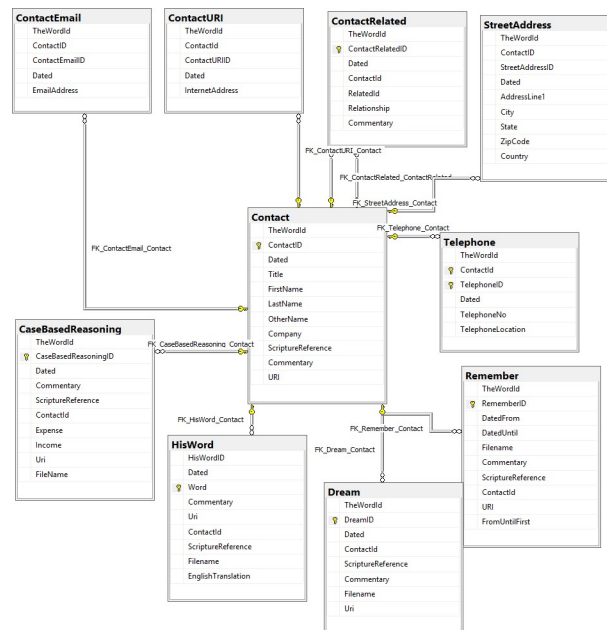 ContactEmail
TheWordId
ContactID
ContactEmailID
Dated
EmailAddress
ContactURI
TheWordId
ContactId
ContactURIID
Dated
InternetAddress
ContactRelated
TheWordId
ContactRelatedID
Dated
ContactId
RelatedId
Relationship
Commentary
StreetAddress
TheWordId
ContactID
StreetAddressID
Dated
AddressLine1
City
State
ZipCode
Country
FK_ContactURI_Contact
FK_ContactRelated_ContactRelated
FK_StreetAddress_Contact
FK_Telephone_Contact
FK_ContactEmail_Contact
Contact
TheWordId
ContactID
Dated
Title
FirstName
LastName
OtherName
Company
ScriptureReference
Commentary
URI
Telephone
TheWordId
ContactId
TelephoneID
Dated
TelephoneNo
TelephoneLocation
CaseBasedReasoning
TheWordId
CaseBasedReasoningID
Dated
Commentary
ScriptureReference
ContactId
Expense
Income
Uri
FileName
FK_CaseBasedReasoning_Contact
Remember
TheWordId
RememberID
DatedFrom
DatedUntil
Filename
Commentary
ScriptureReference
ContactId
URI
FromUntilFirst
FK_HisWord_Contact
FK_Remember_Contact
FK_Dream_Contact
HisWord
HisWordID
Dated
Word
Commentary
Uri
ContactId
ScriptureReference
Filename
EnglishTranslation
Dream
TheWordId
DreamID
Dated
ContactId
ScriptureReference
Commentary
Filename
Uri